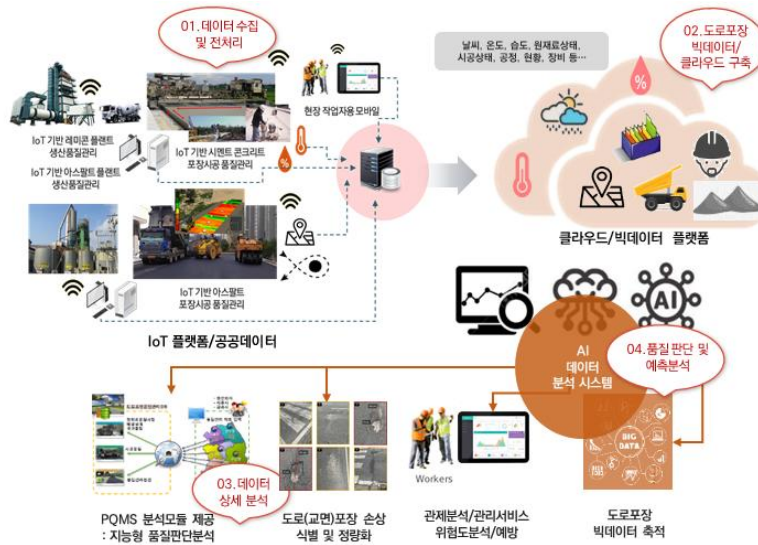 01.데이터 수집
및 전처리
02.도로포장
빅데이터/
클라우드 구축
날씨, 온도, 습도, 원재료상태,
시공상태, 공정, 현황, 장비 등…
현장 작업자용 모바일
IoT 기반 레미콘 플랜트
생산품질관리
IoT 기반 시멘트 콘크리트
포장시공 품질관리
%
%
IoT 기반 아스팔트 플랜트
생산품질관리
클라우드/빅데이터 플랫폼
IoT 기반 아스팔트
포장시공 품질관리
IoT 플랫폼/공공데이터
AI
AI
데이터
분석 시스템
04.품질 판단 및
예측분석
BIG
DATA
Workers
03.데이터
상세 분석
PQMS 분석모듈 제공
: 지능형 품질판단분석
도로(교면)포장 손상
식별 및 정량화
관제분석/관리서비스
위험도분석/예방
도로포장
빅데이터 축적